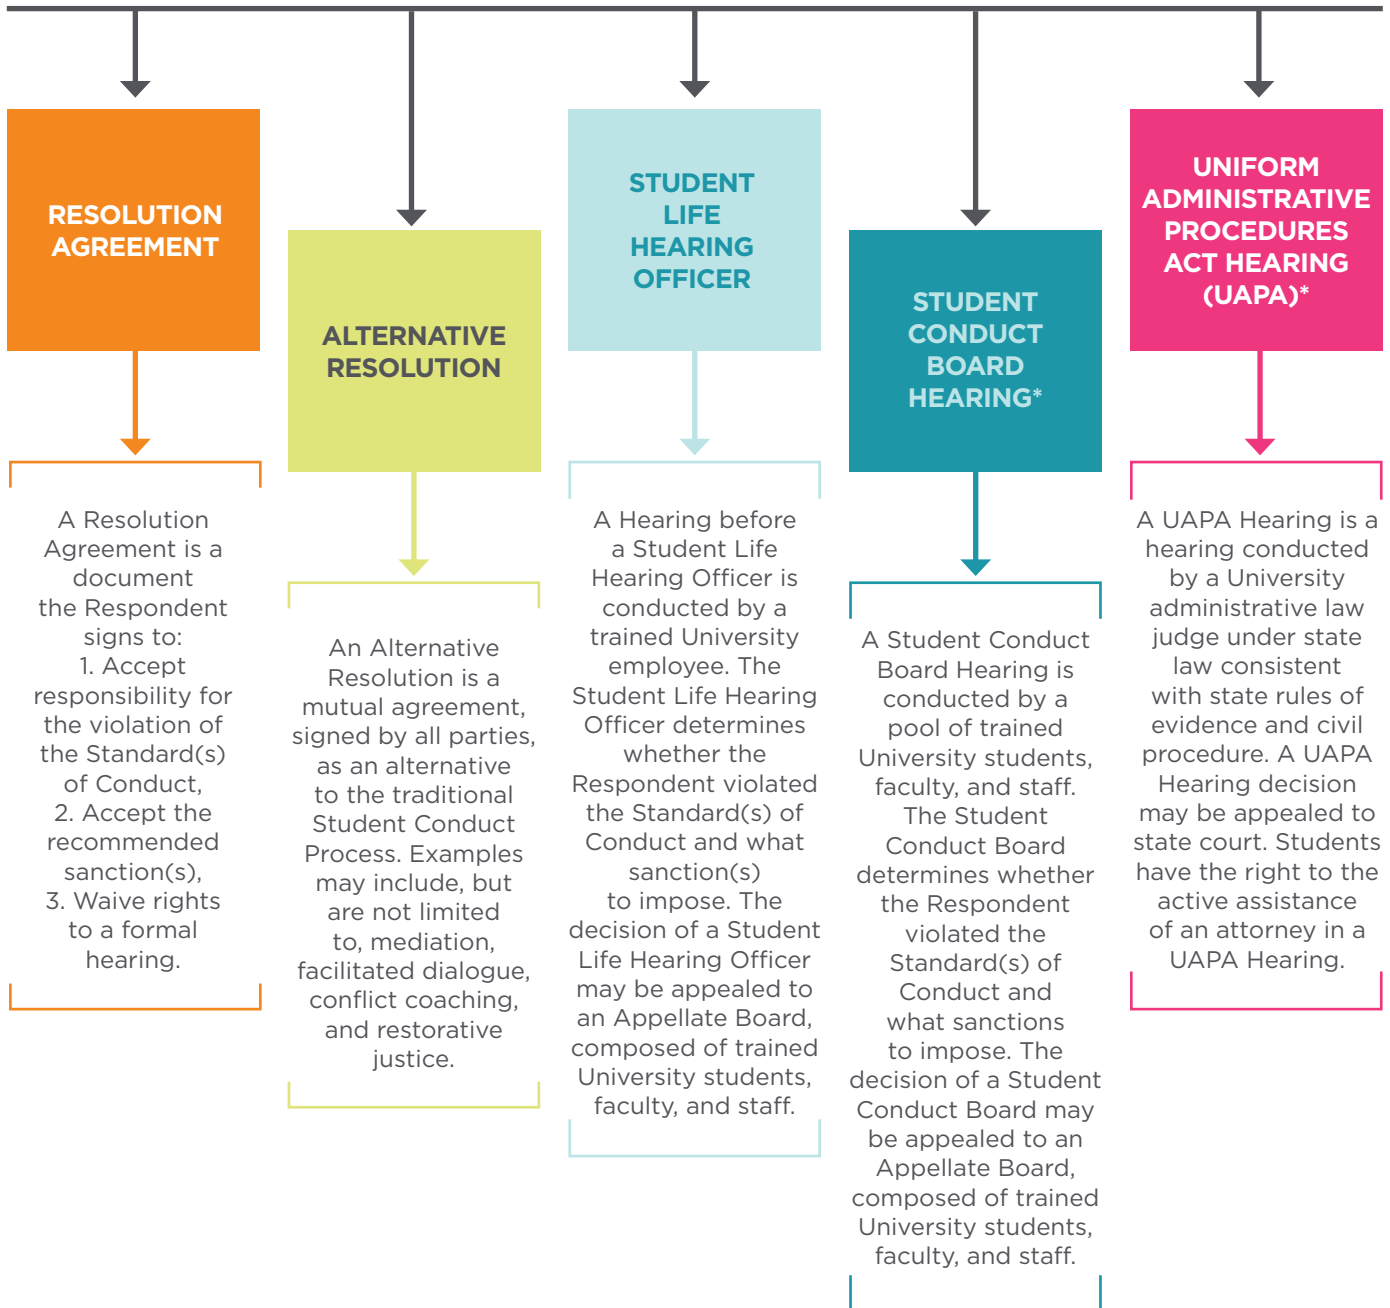 RESOLUTION
AGREEMENT
A Resolution
Agreement is a
document
the Respondent
signs to:
1. Accept
responsibility for
the violation of
the Standard(s)
of Conduct,
2. Accept the
recommended
sanction(s),
3. Waive rights
to a formal
hearing.
ALTERNATIVE
RESOLUTION
An Alternative
Resolution is a
mutual agreement,
signed by all parties,
as an alternative
to the traditional
Student Conduct
Process. Examples
may include, but
are not limited
to, mediation,
facilitated dialogue,
conflict coaching,
and restorative
justice.
STUDENT
LIFE
HEARING
OFFICER
A Hearing before
a Student Life
Hearing Officer is
conducted by a
trained University
employee. The
Student Life Hearing
Officer determines
whether the
Respondent violated
the Standard(s) of
Conduct and what
sanction(s)
to impose. The
decision of a Student
Life Hearing Officer
may be appealed to
an Appellate Board,
composed of trained
University students,
faculty, and staff.
STUDENT
CONDUCT
BOARD
HEARING*
A Student Conduct
Board Hearing is
conducted by a
pool of trained
University students,
faculty, and staff.
The Student
Conduct Board
determines whether
the Respondent
violated the
Standard(s) of
Conduct and
what sanctions
to impose. The
decision of a Student
Conduct Board may
be appealed to an
Appellate Board,
composed of trained
University students,
faculty, and staff.
UNIFORM
ADMINISTRATIVE
PROCEDURES
ACT HEARING
(UAPA)*
A UAPA Hearing is a
hearing conducted
by a University
administrative law
judge under state
law consistent
with state rules of
evidence and civil
procedure. A UAPA
Hearing decision
may be appealed to
state court. Students
have the right to the
active assistance
of an attorney in a
UAPA Hearing.